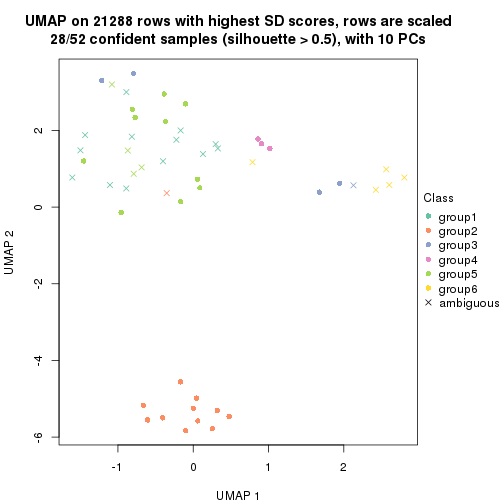 UMAP on 21288 rows with highest SD scores, rows are scaled
28/52 confident samples (silhouette > 0.5), with 10 PCs
UMAP 2
2
0
-2
-4
-6
-1
0
1
2
UMAP 1
Class
group1
group2
group3
group4
group5
group6
ambiguous